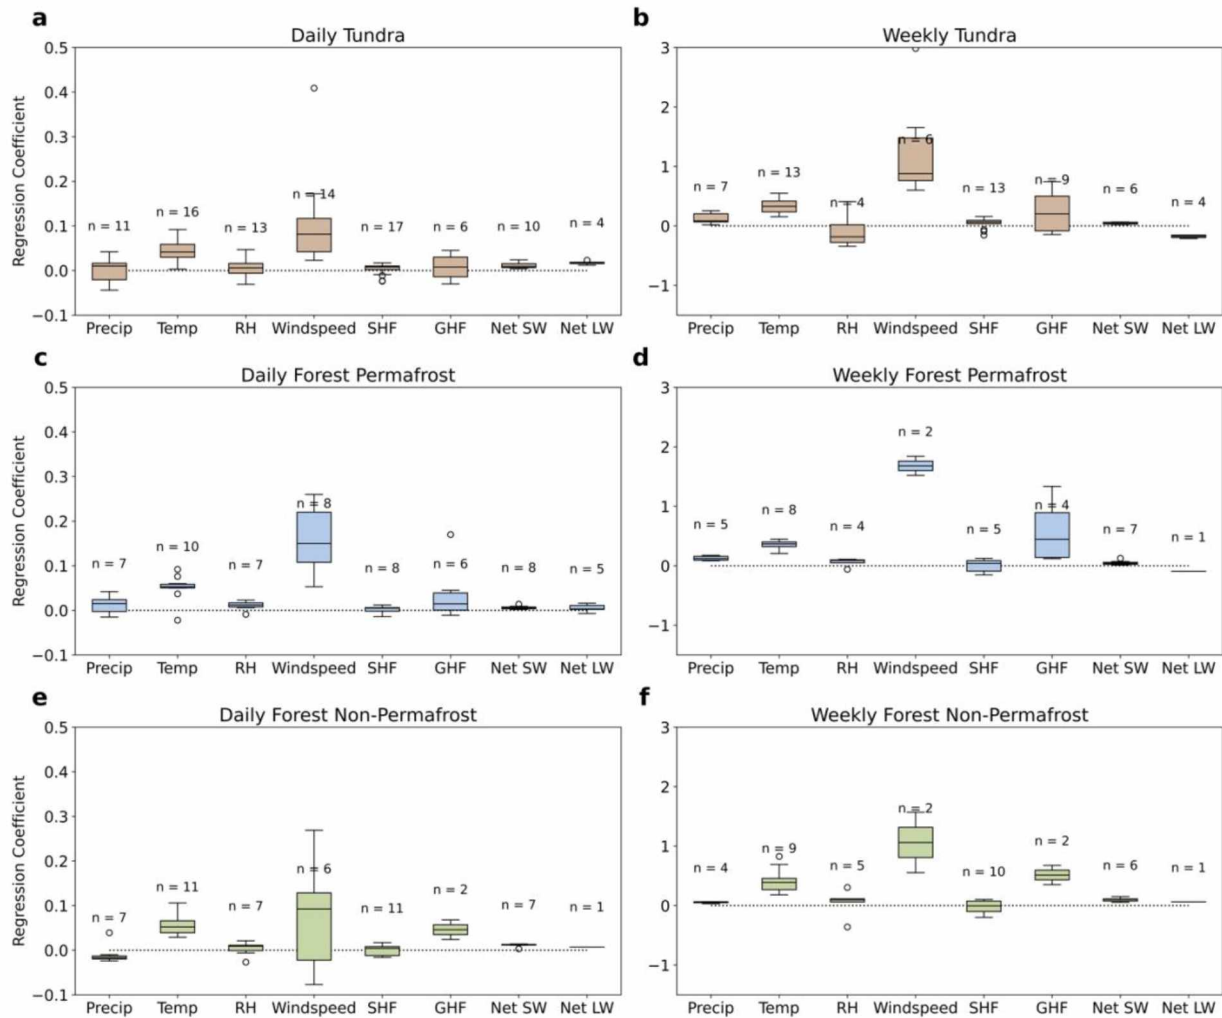 a
Daily Tundra
Regression Coefficient
0.5
0.4
0.3
0.2
0.1
0.0
−0.1
n = 11
n = 16
n = 13
n = 14
n = 17
n = 6
n = 10
n = 4
Precip Temp RH Windspeed SHF GHF Net SW Net LW
b
Weekly Tundra
3
2
1
0
−1
n = 7
n = 13
n = 4
n = 6
n = 13
n = 9
n = 6
n = 4
Precip Temp RH Windspeed SHF GHF Net SW Net LW
c
Daily Forest Permafrost
Regression Coefficient
0.5
0.4
0.3
0.2
0.1
0.0
−0.1
n = 7
n = 10
n = 7
n = 8
n = 8
n = 6
n = 8
n = 5
Precip Temp RH Windspeed SHF GHF Net SW Net LW
d
Weekly Forest Permafrost
3
2
1
0
−1
n = 5
n = 8
n = 4
n = 2
n = 5
n = 4
n = 7
n = 1
Precip Temp RH Windspeed SHF GHF Net SW Net LW
e
Daily Forest Non-Permafrost
Regression Coefficient
0.5
0.4
0.3
0.2
0.1
0.0
−0.1
n = 7
n = 11
n = 7
n = 6
n = 11
n = 2
n = 7
n = 1
Precip Temp RH Windspeed SHF GHF Net SW Net LW
f
Weekly Forest Non-Permafrost
3
2
1
0
−1
n = 4
n = 9
n = 5
n = 2
n = 10
n = 2
n = 6
n = 1
Precip Temp RH Windspeed SHF GHF Net SW Net LW